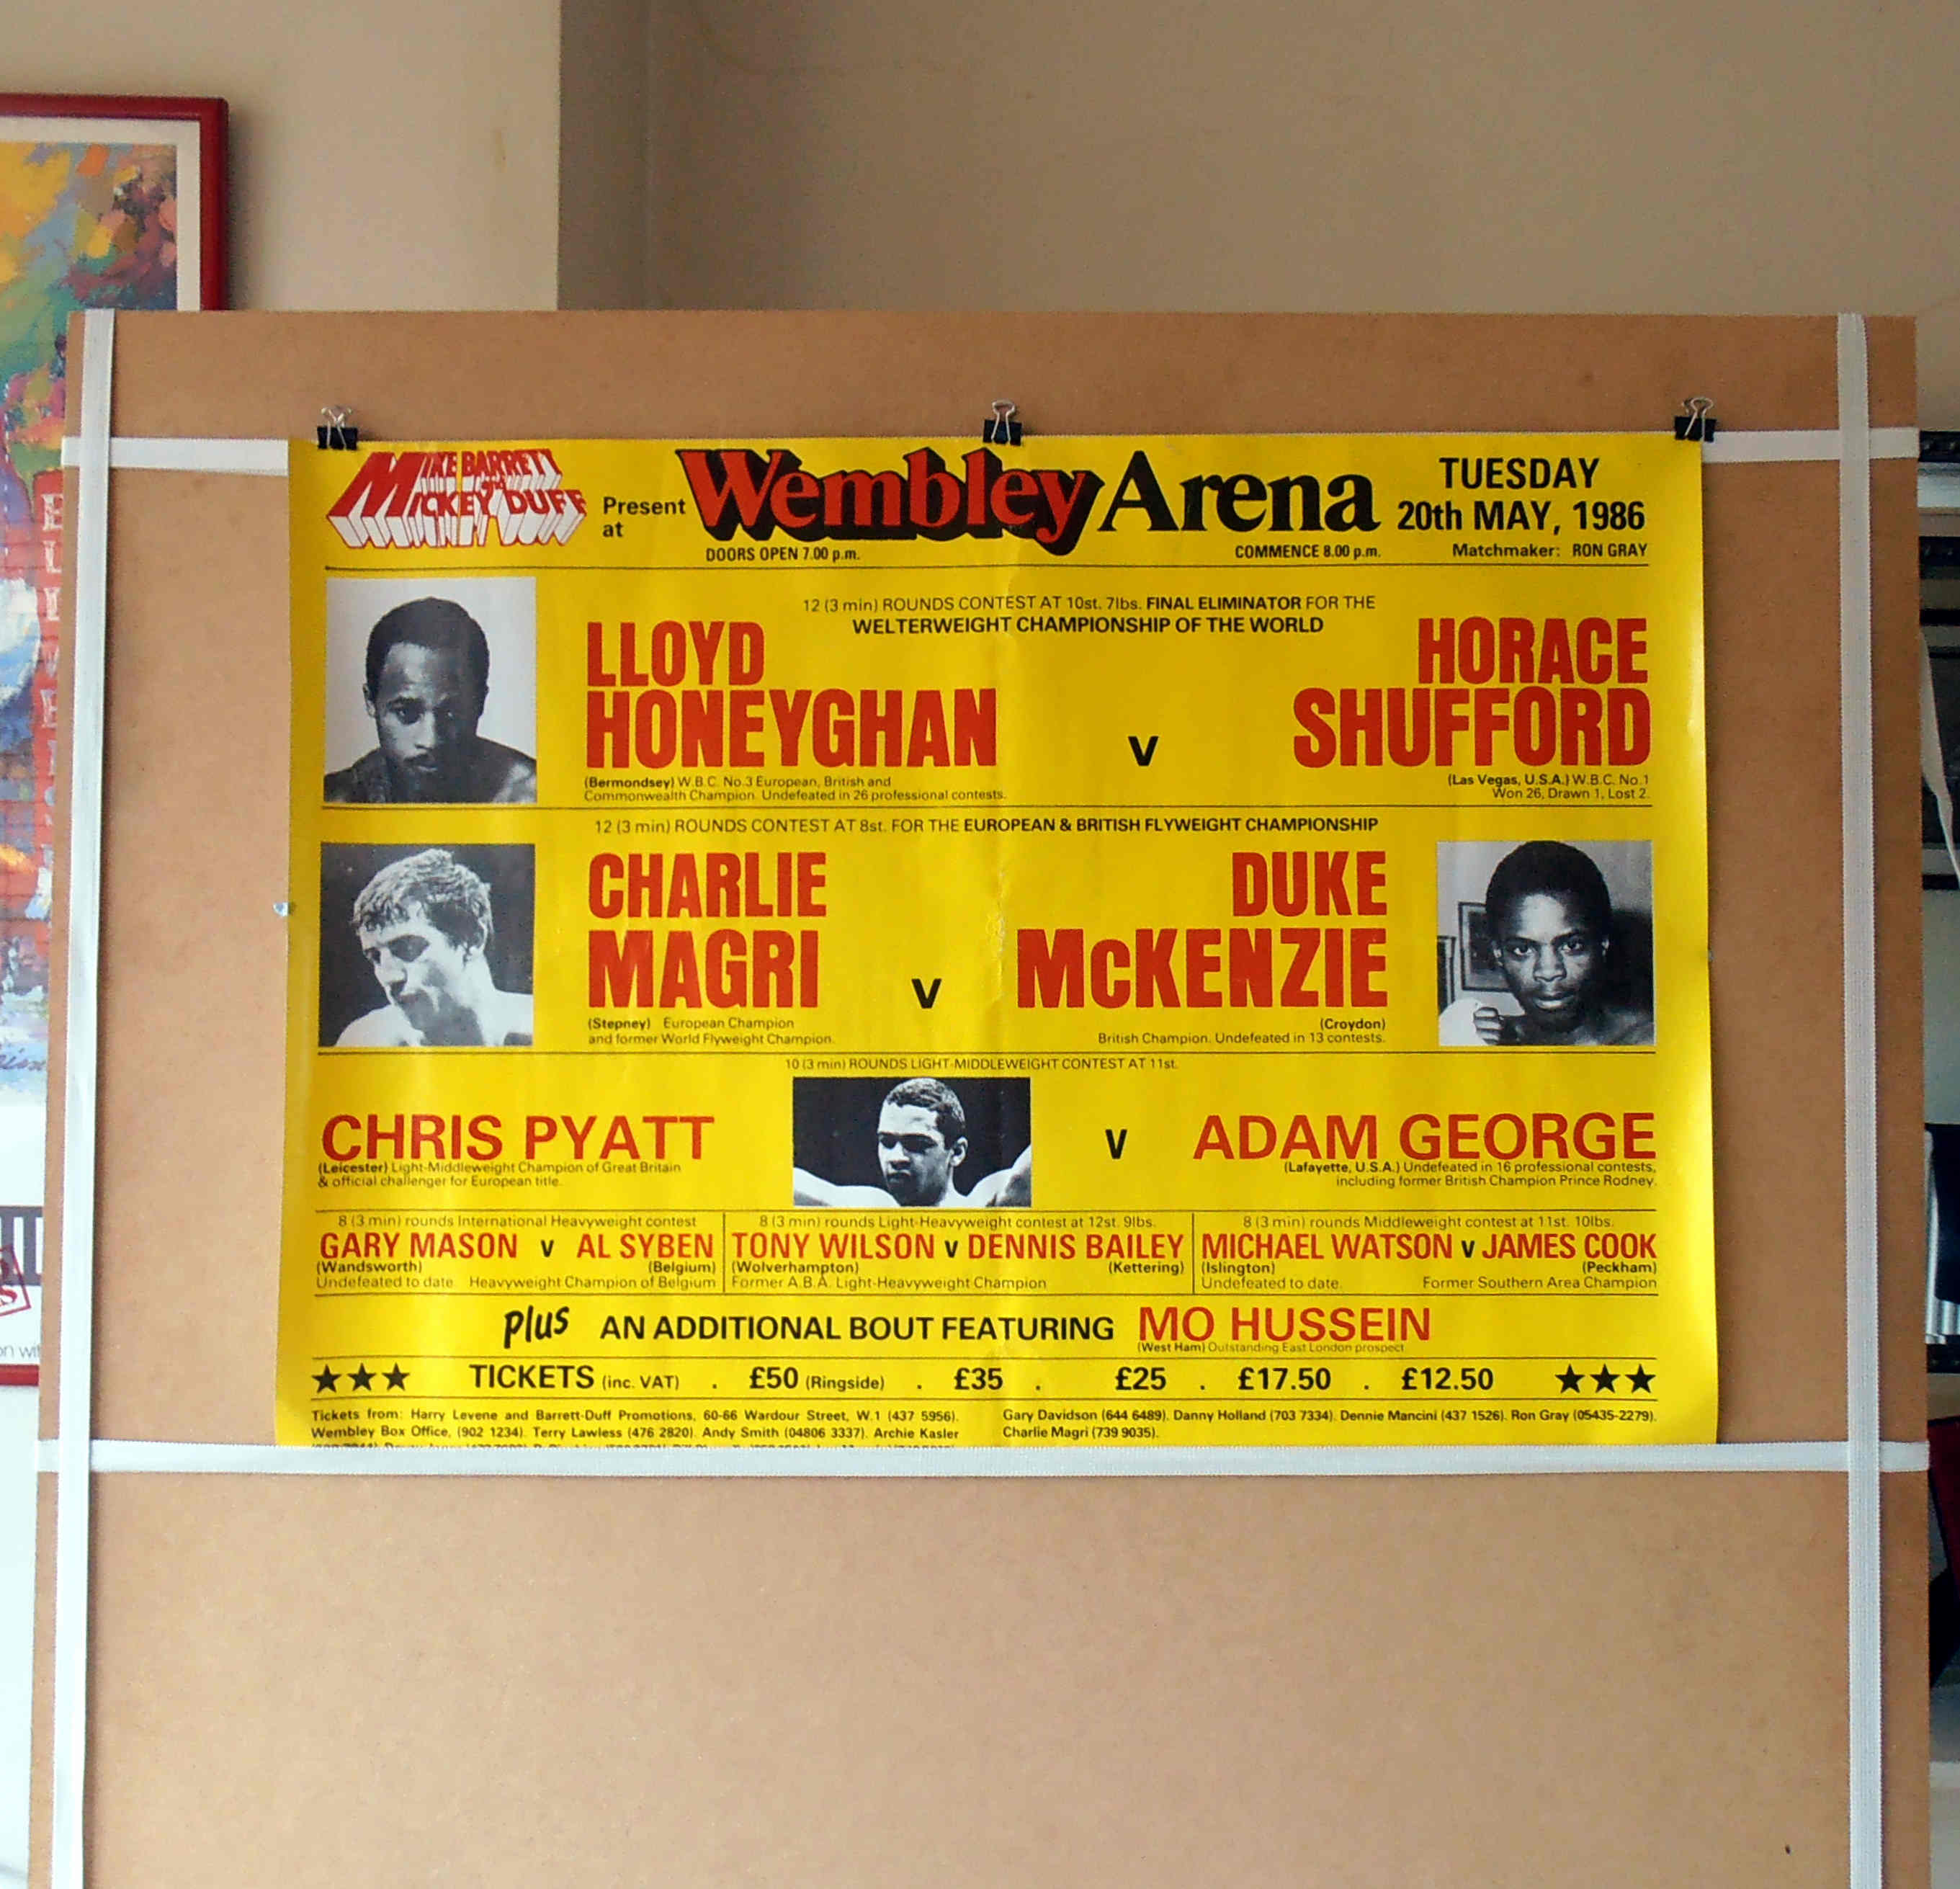 MIKE BARRETT
MICKEY DUFF
Present
at
Wembley Arena
TUESDAY
20th MAY, 1986
DOORS OPEN 7.00 p.m.
COMMENCE 8.00 p.m.
Matchmaker: RON GRAY
12 (3 min) ROUNDS CONTEST AT 10st. 7lbs. FINAL ELIMINATOR FOR THE
WELTERWEIGHT CHAMPIONSHIP OF THE WORLD
LLOYD
HONEYGHAN
v
HORACE
SHUFFORD
(Bermondsey) W.B.C. No.3 European, British and
Commonwealth Champion. Undefeated in 26 professional contests.
(Las Vegas, U.S.A.) W.B.C. No.1
Won 26, Drawn 1, Lost 2.
12 (3 min) ROUNDS CONTEST AT 8st. FOR THE EUROPEAN & BRITISH FLYWEIGHT CHAMPIONSHIP
CHARLIE
MAGRI
v
DUKE
McKENZIE
(Stepney) European Champion
and former World Flyweight Champion.
(Croydon)
British Champion. Undefeated in 13 contests.
10 (3 min) ROUNDS LIGHT-MIDDLEWEIGHT CONTEST AT 11st.
CHRIS PYATT
v
ADAM GEORGE
(Leicester) Light-Middleweight Champion of Great Britain
& official challenger for European title.
(Lafayette, U.S.A.) Undefeated in 16 professional contests,
including former British Champion Prince Rodney.
8 (3 min) rounds International Heavyweight contest
GARY MASON v AL SYBEN
(Wandsworth) (Belgium)
Undefeated to date Heavyweight Champion of Belgium
8 (3 min) rounds Light-Heavyweight contest at 12st. 9lbs.
TONY WILSON v DENNIS BAILEY
(Wolverhampton) (Kettering)
Former A.B.A. Light-Heavyweight Champion
8 (3 min) rounds Middleweight contest at 11st. 10lbs.
MICHAEL WATSON v JAMES COOK
(Islington) (Peckham)
Undefeated to date. Former Southern Area Champion
plus AN ADDITIONAL BOUT FEATURING MO HUSSEIN
(West Ham) Outstanding East London prospect
★★★ TICKETS (inc. VAT) . £50 (Ringside) . £35 . £25 . £17.50 . £12.50 ★★★
Tickets from: Harry Levene and Barrett-Duff Promotions, 60-66 Wardour Street, W.1 (437 5956).
Wembley Box Office, (902 1234). Terry Lawless (476 2820). Andy Smith (04806 3337). Archie Kasler
Gary Davidson (644 6489). Danny Holland (703 7334). Dennie Mancini (437 1526). Ron Gray (05435-2279).
Charlie Magri (739 9035).